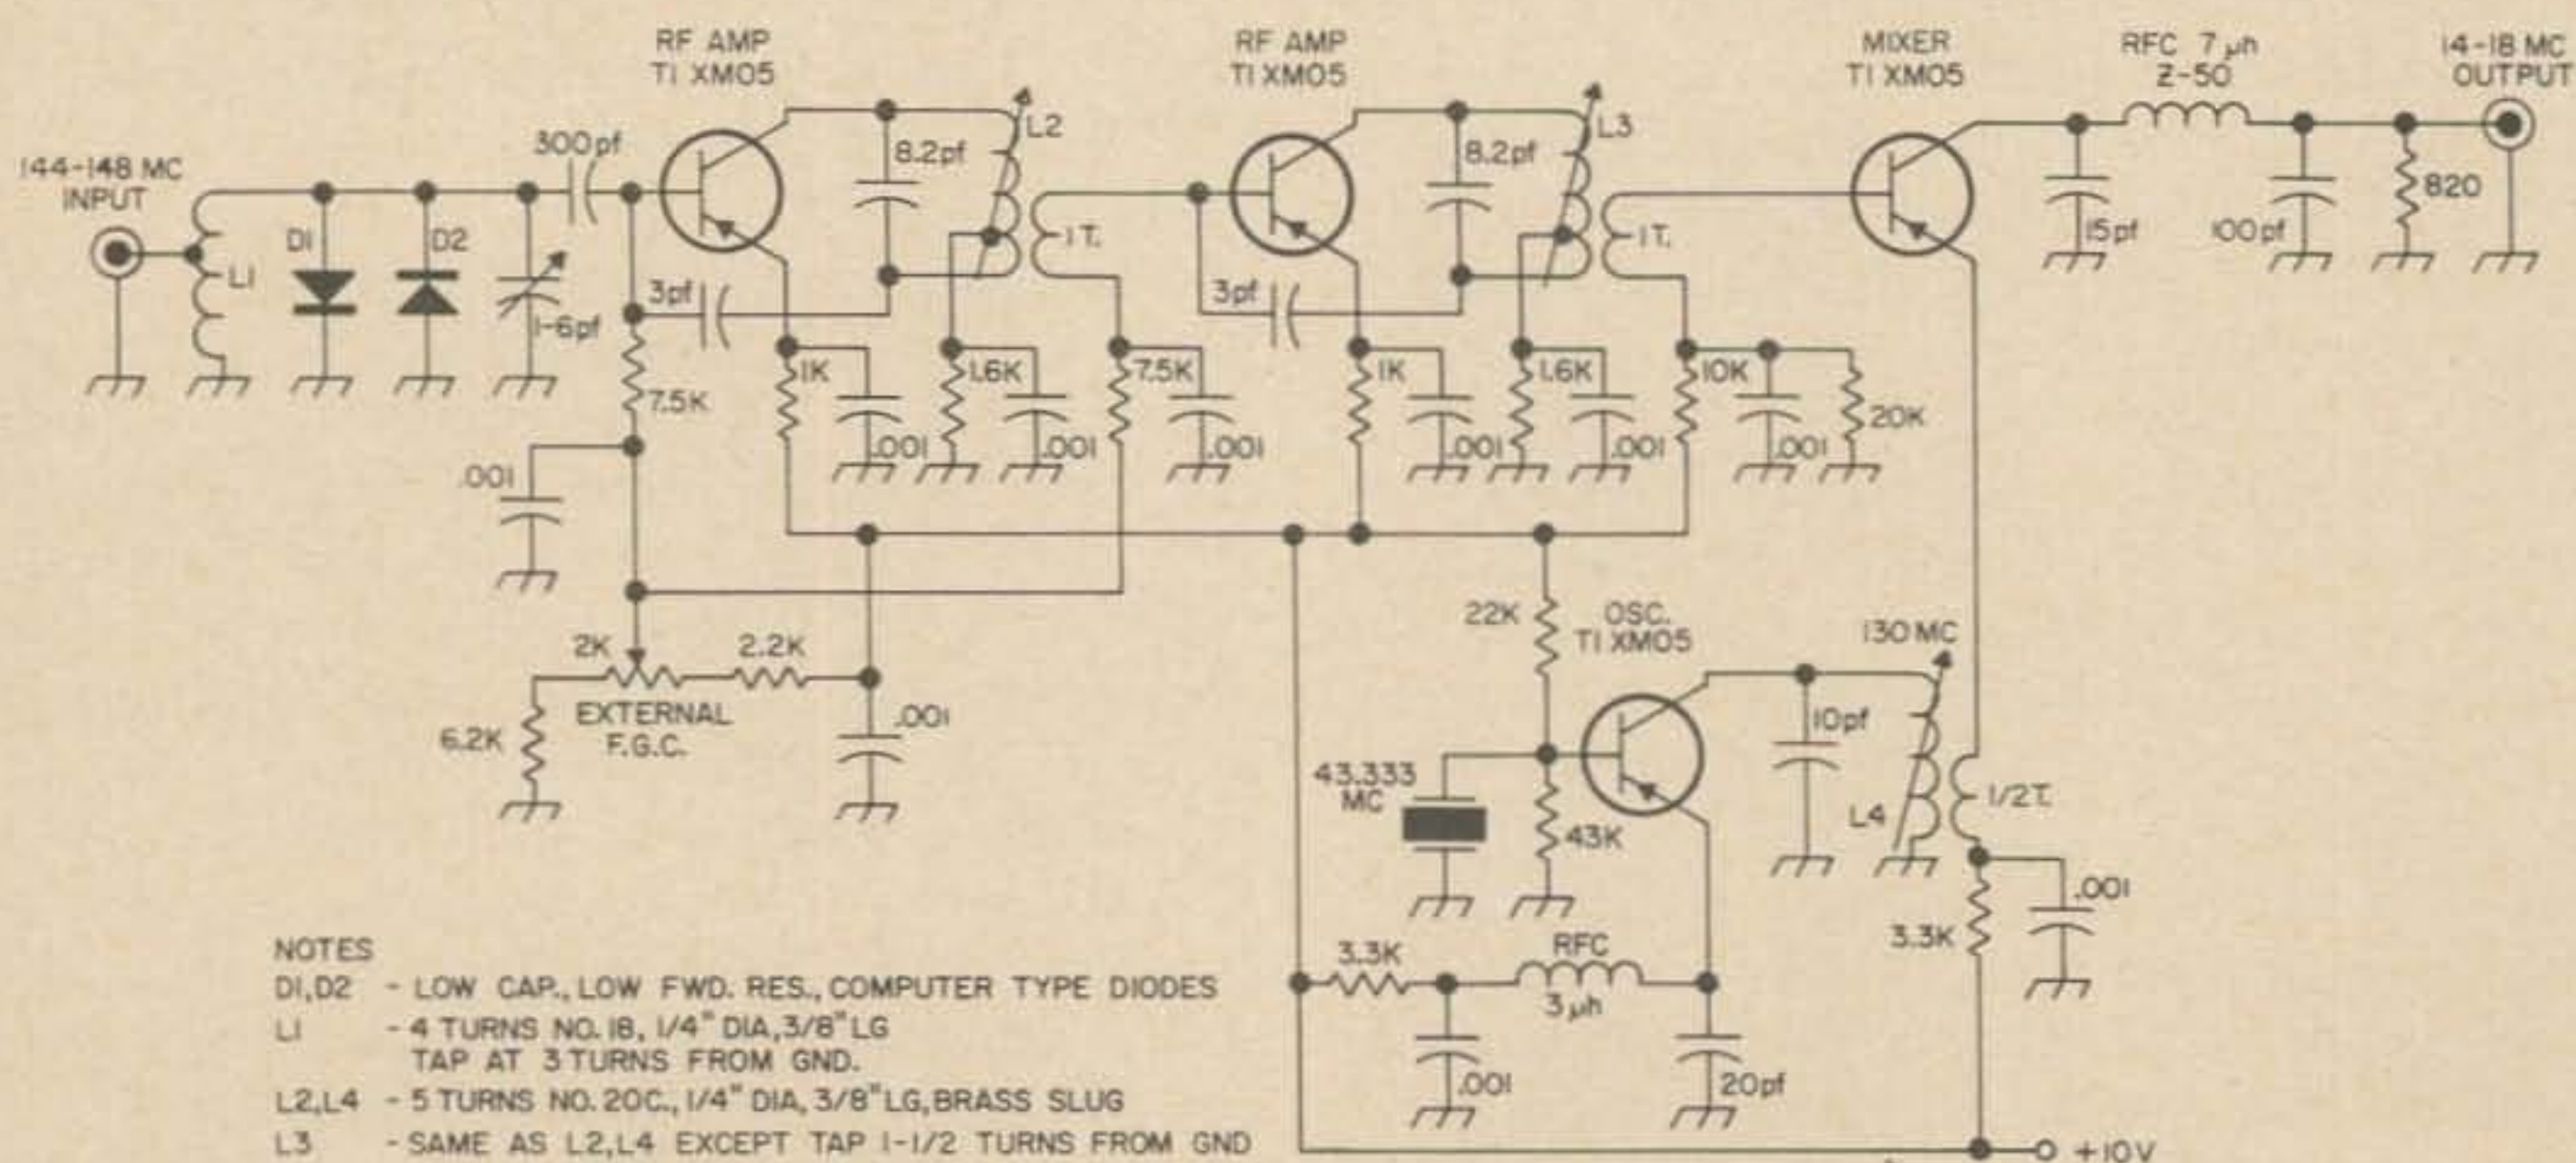 RF AMP
TI XM05
RF AMP
TI XM05
MIXER
TI XM05
RFC 7 µh
Z-50
14-18 MC
OUTPUT
144-148 MC
INPUT
300pf
8.2pf
L2
8.2pf
L3
820
D1
D2
L1
1 T.
1 T.
15pf
100pf
1-6pf
3pf
3pf
7.5K
1K
1.6K
7.5K
1K
1.6K
10K
20K
.001
.001
.001
.001
.001
.001
.001
22K
OSC.
TI XM05
130 MC
2K
2.2K
EXTERNAL
F.G.C.
6.2K
.001
10pf
43.333
MC
43K
L4
1/2T.
.001
3.3K
3.3K
RFC
3 µh
.001
20pf
+10V
NOTES
D1,D2 - LOW CAP., LOW FWD. RES., COMPUTER TYPE DIODES
L1 - 4 TURNS NO. 18, 1/4" DIA, 3/8" LG
TAP AT 3 TURNS FROM GND.
L2,L4 - 5 TURNS NO. 20C., 1/4" DIA, 3/8" LG, BRASS SLUG
L3 - SAME AS L2,L4 EXCEPT TAP 1-1/2 TURNS FROM GND